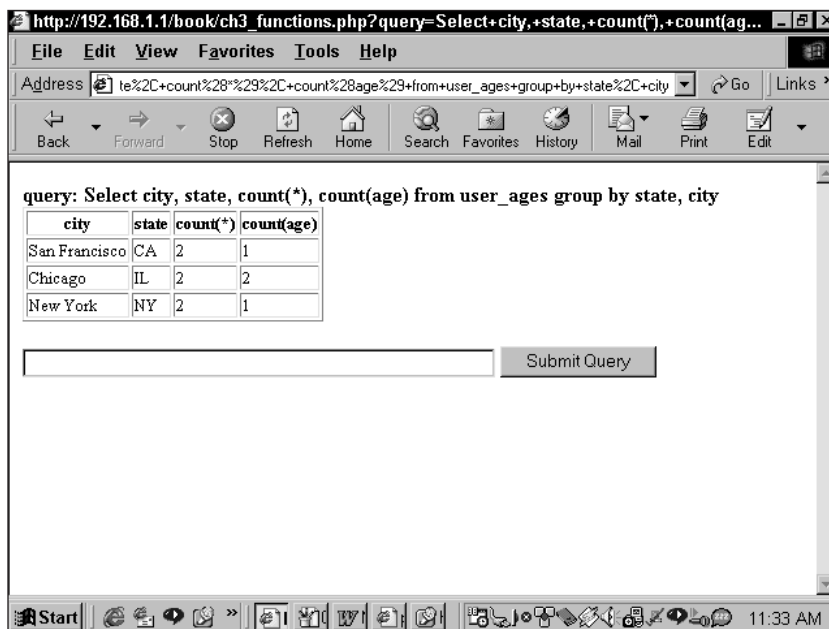 http://192.168.1.1/book/ch3_functions.php?query=Select+city,+state,+count(*),+count(ag...
File Edit View Favorites Tools Help
Address te%2C+count%28*%29%2C+count%28age%29+from+user_ages+group+by+state%2C+city Go Links
Back Forward Stop Refresh Home Search Favorites History Mail Print Edit
query: Select city, state, count(*), count(age) from user_ages group by state, city
city state count(*) count(age)
San Francisco CA 2 1
Chicago IL 2 2
New York NY 2 1
Submit Query
Start » 11:33 AM